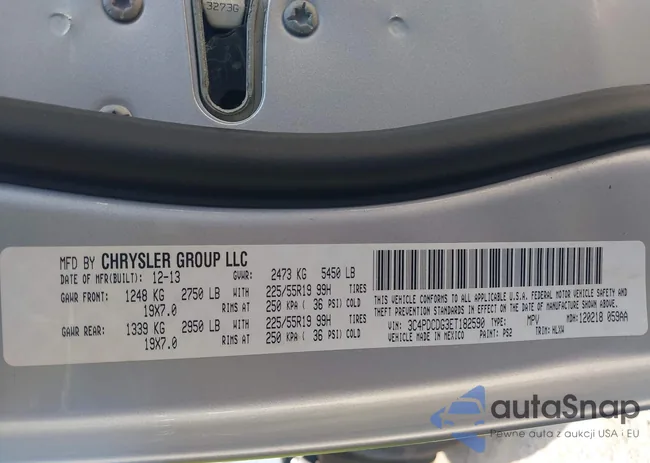 3273G
MFD BY CHRYSLER GROUP LLC
DATE OF MFR(BUILT): 12-13 GVWR: 2473 KG 5450 LB
GAWR FRONT: 1248 KG 2750 LB WITH 225/55R19 99H TIRES
19X7.0 RIMS AT 250 KPA ( 36 PSI) COLD
GAWR REAR: 1339 KG 2950 LB WITH 225/55R19 99H TIRES
19X7.0 RIMS AT 250 KPA ( 36 PSI) COLD
THIS VEHICLE CONFORMS TO ALL APPLICABLE U.S.A. FEDERAL MOTOR VEHICLE SAFETY AND
THEFT PREVENTION STANDARDS IN EFFECT ON THE DATE OF MANUFACTURE SHOWN ABOVE.
VIN: 3C4PDCDG3ET182590 TYPE: MPV MDH: 120218 059AA
VEHICLE MADE IN MEXICO PAINT: PS2 TRIM: HLXW
autaSnap
Pewne auta z aukcji USA i EU